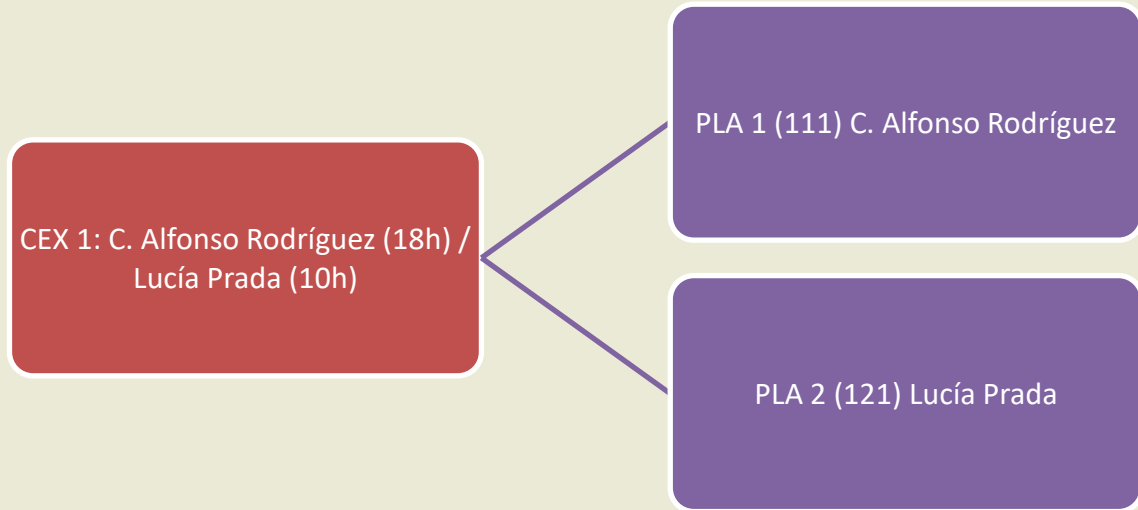 PLA 1 (111) C. Alfonso Rodríguez
CEX 1: C. Alfonso Rodríguez (18h) /
Lucía Prada (10h)
PLA 2 (121) Lucía Prada